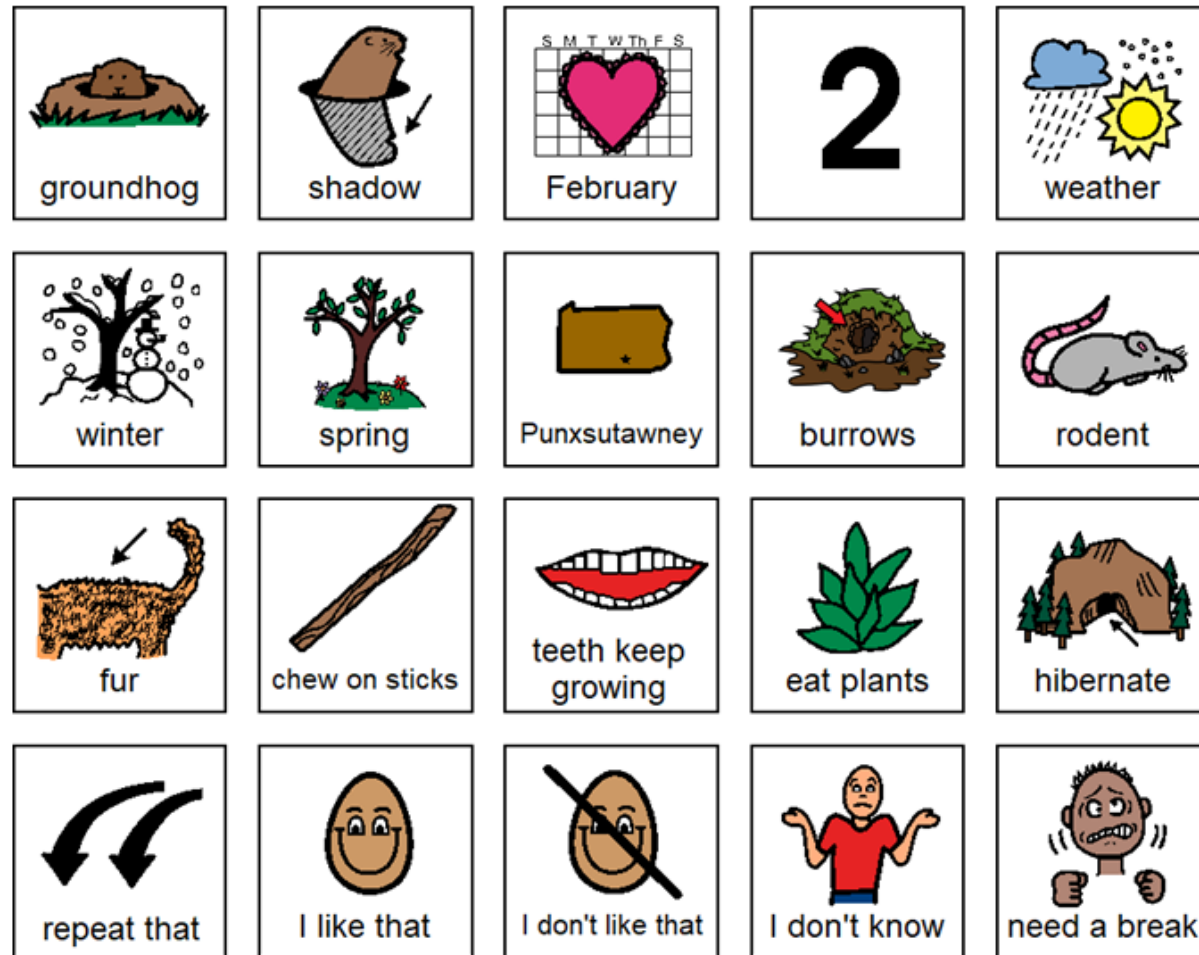 groundhog
shadow
S M T W Th F S
February
2
weather
winter
spring
Punxsutawney
burrows
rodent
fur
chew on sticks
teeth keep
growing
eat plants
hibernate
repeat that
I like that
I don't like that
I don't know
need a break